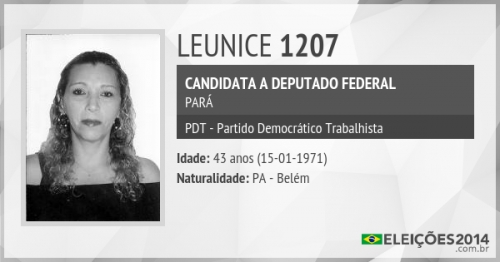 LEUNICE 1207
CANDIDATA A DEPUTADO FEDERAL
PARÁ
PDT - Partido Democrático Trabalhista
Idade: 43 anos (15-01-1971)
Naturalidade: PA - Belém
ELEIÇÕES2014
.com.br